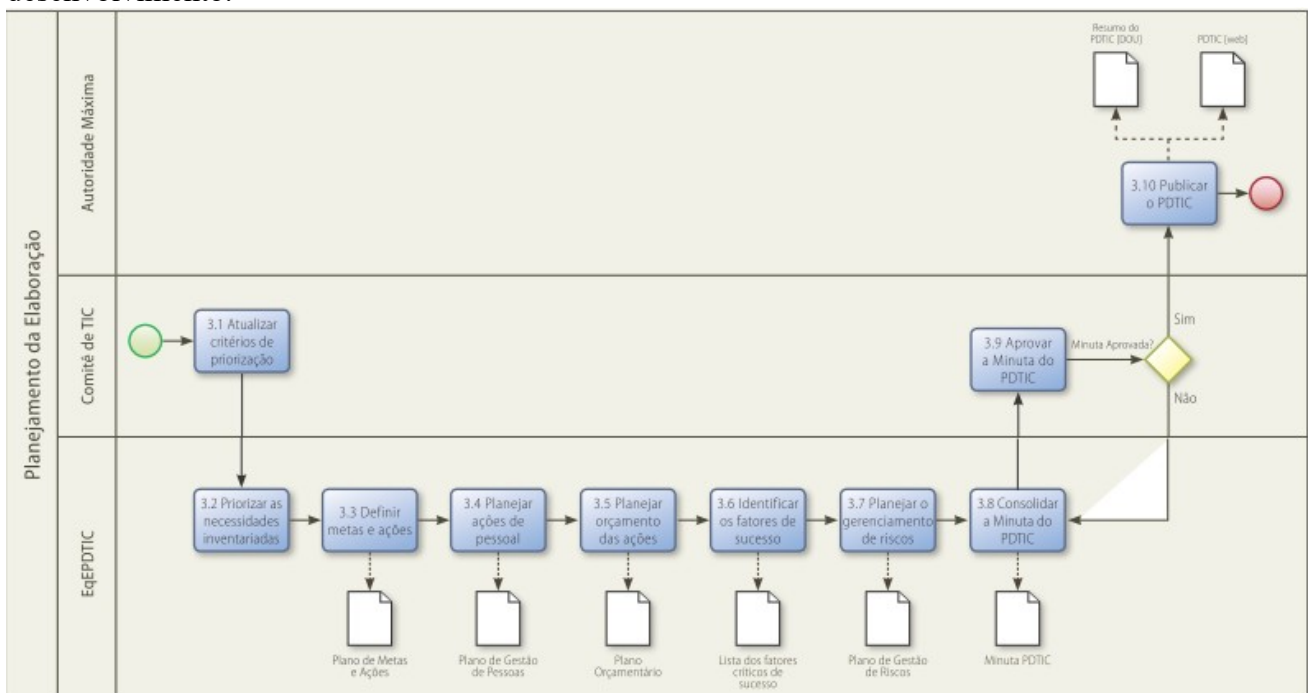 desenvolvimento.
Planejamento da Elaboração
Autoridade Máxima
Resumo do
PDTIC [DOU]
PDTIC [web]
3.10 Publicar
o PDTIC
Comitê de TIC
3.1 Atualizar
critérios de
priorização
3.9 Aprovar
a Minuta do
PDTIC
Minuta Aprovada?
Sim
Não
EqEPDTIC
3.2 Priorizar as
necessidades
inventariadas
3.3 Definir
metas e ações
3.4 Planejar
ações de
pessoal
3.5 Planejar
orçamento
das ações
3.6 Identificar
os fatores de
sucesso
3.7 Planejar o
gerenciamento
de riscos
3.8 Consolidar
a Minuta do
PDTIC
Plano de Metas
e Ações
Plano de Gestão
de Pessoas
Plano
Orçamentário
Lista dos fatores
críticos de
sucesso
Plano de Gestão
de Riscos
Minuta PDTIC